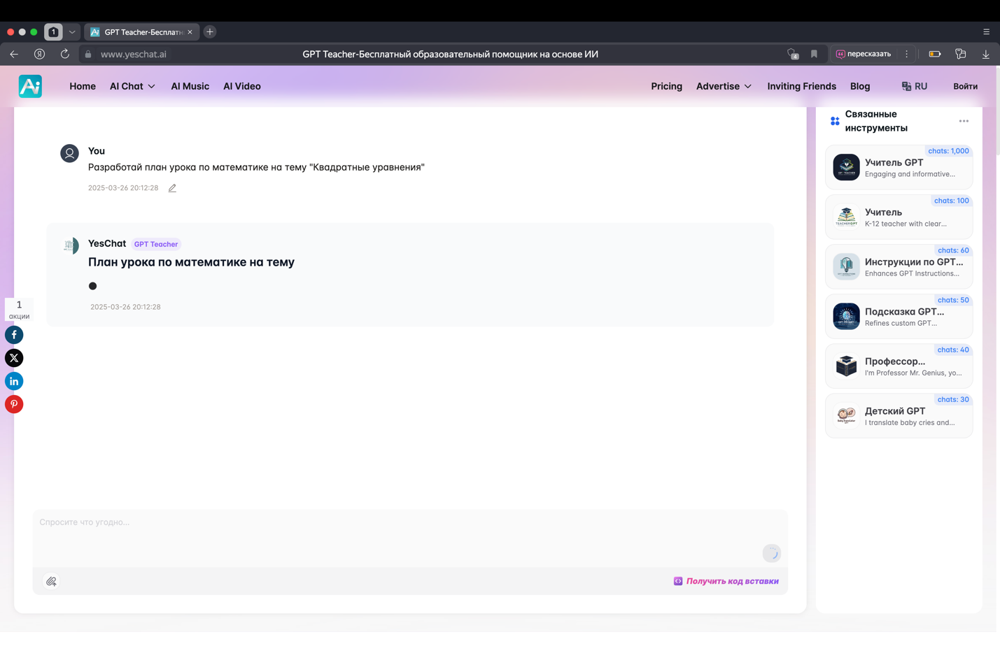 1
GPT Teacher-Бесплатн
www.yeschat.ai
GPT Teacher-Бесплатный образовательный помощник на основе ИИ
4
пересказать
Ai
Home
AI Chat
AI Music
AI Video
Pricing
Advertise
Inviting Friends
Blog
RU
Войти
You
Разработай план урока по математике на тему "Квадратные уравнения"
2025-03-26 20:12:28
YesChat GPT Teacher
План урока по математике на тему
2025-03-26 20:12:28
1
акции
Спросите что угодно...
Получить код вставки
Связанные
инструменты
chats: 1,000
Учитель GPT
Engaging and informative...
chats: 100
Учитель
K-12 teacher with clear...
chats: 60
Инструкции по GPT...
Enhances GPT Instructions...
chats: 50
Подсказка GPT...
Refines custom GPT...
chats: 40
Профессор...
I'm Professor Mr. Genius, yo...
chats: 30
Детский GPT
I translate baby cries and...